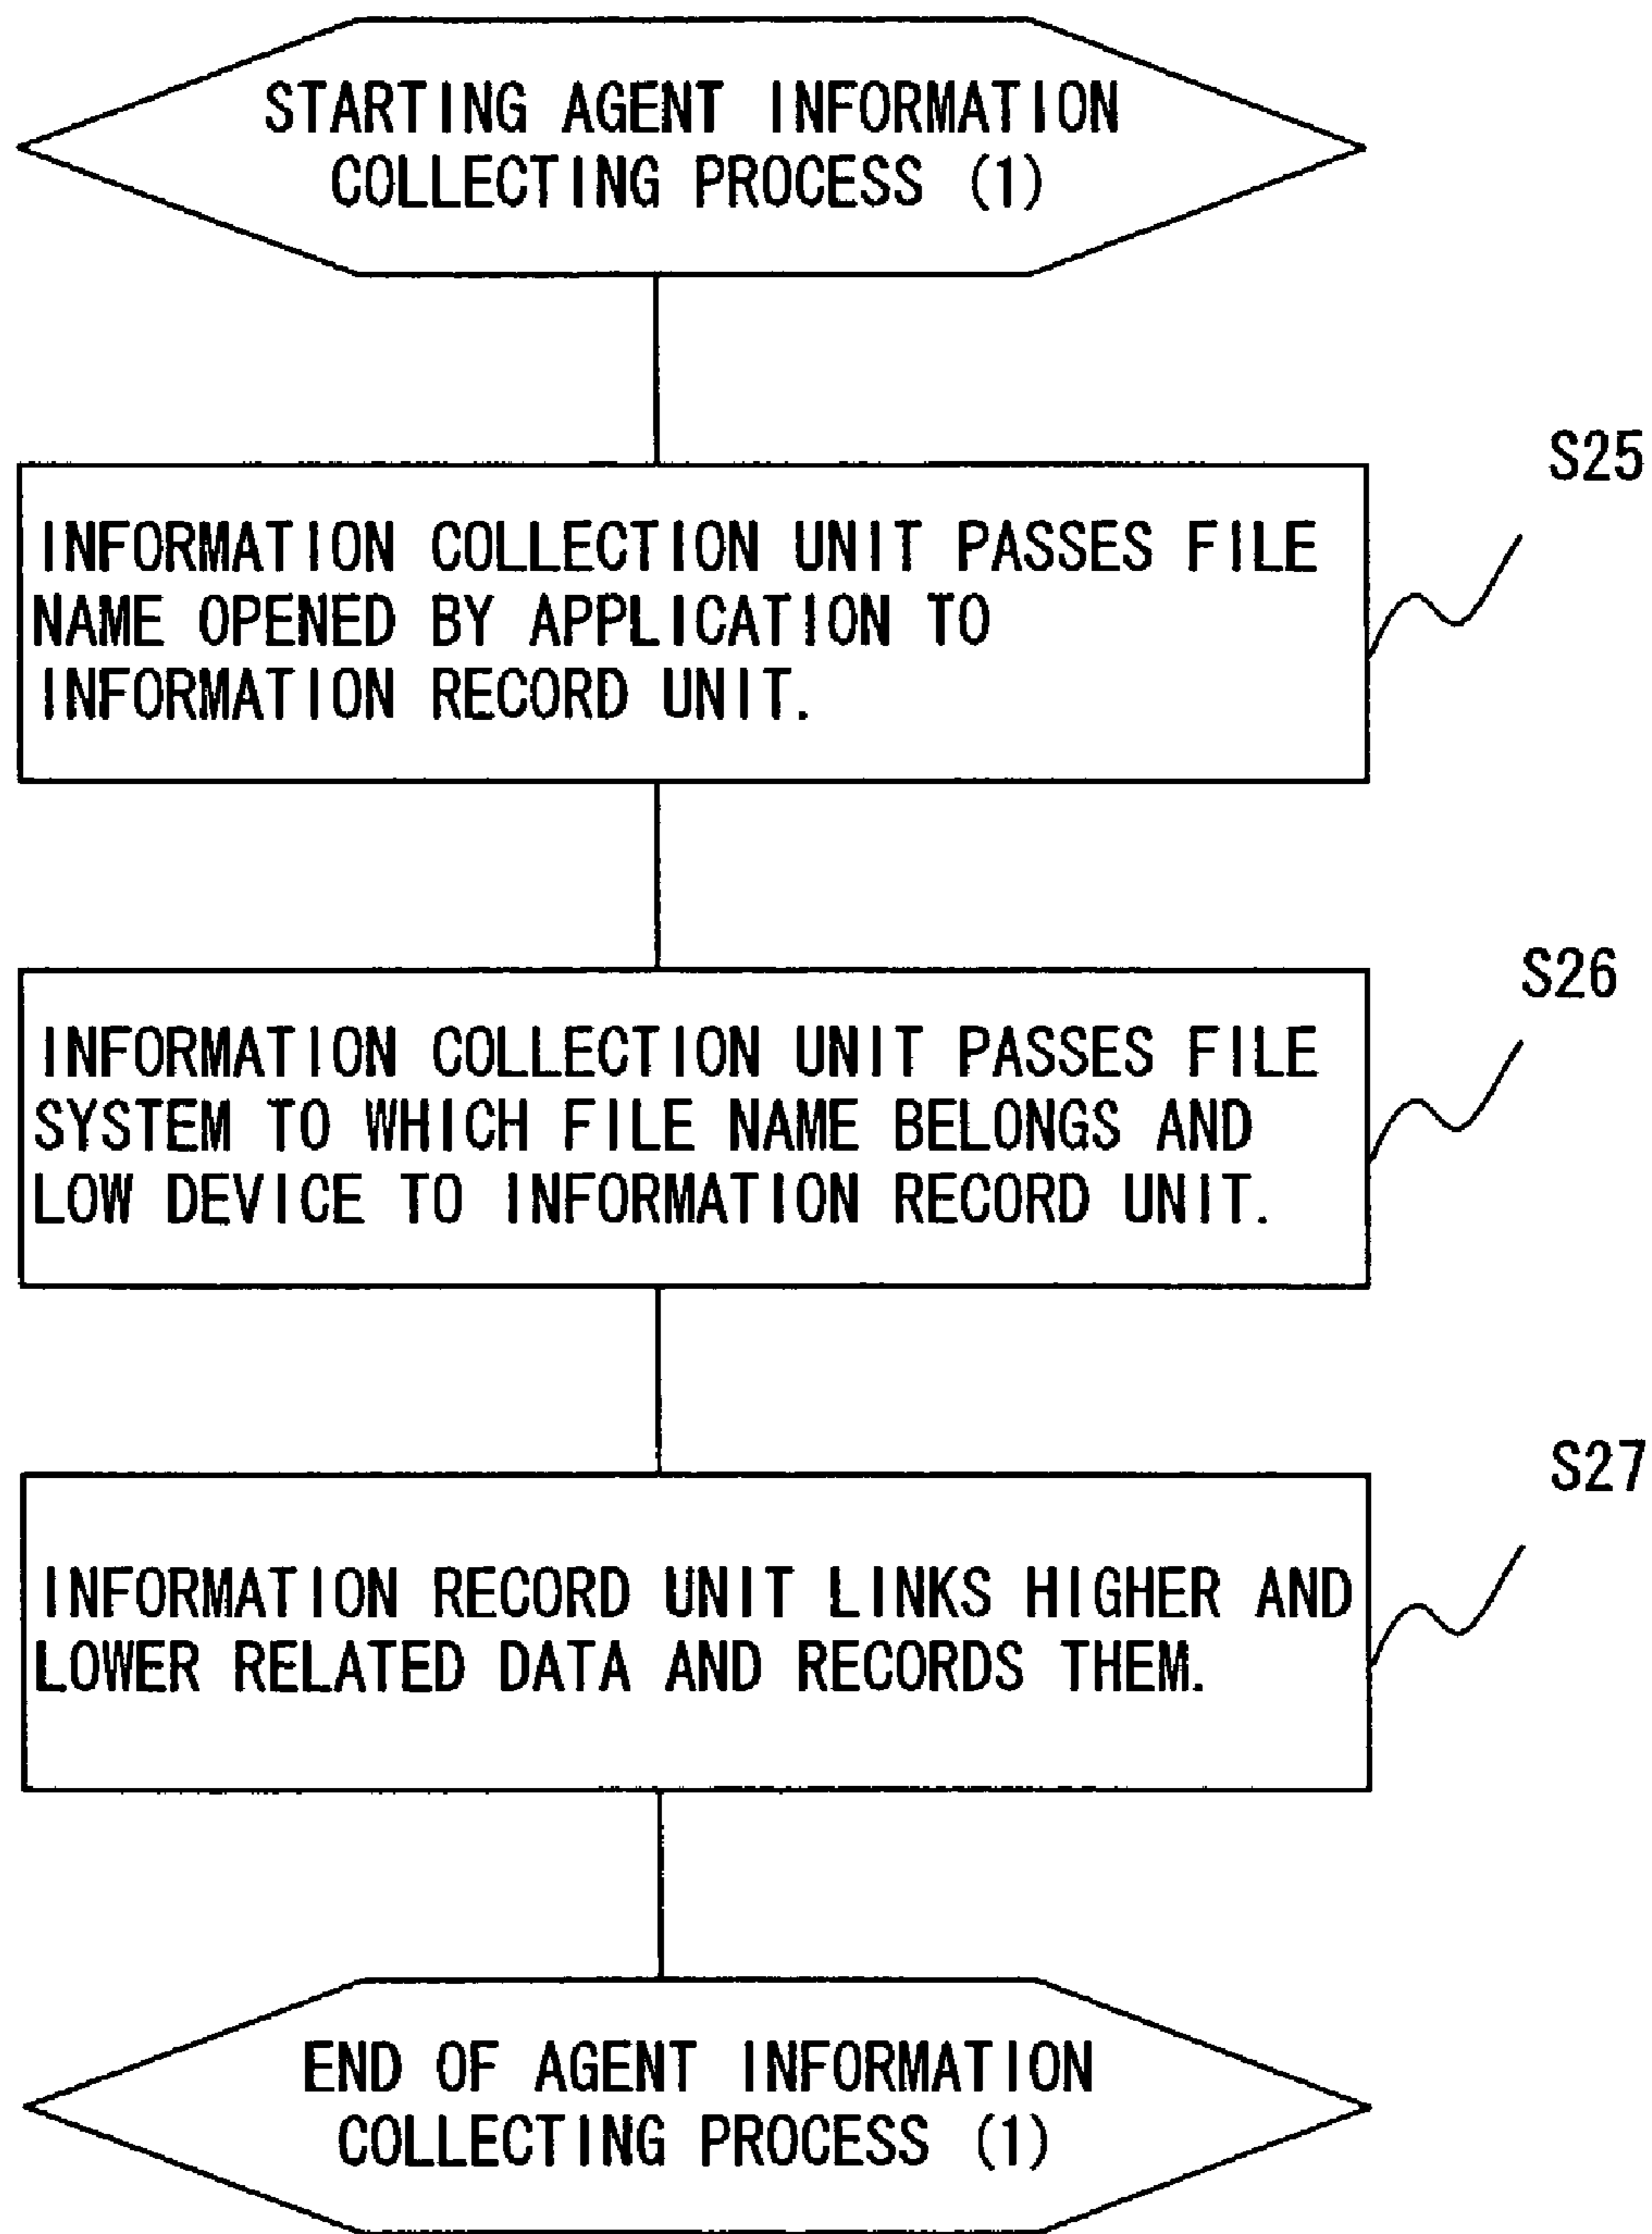 STARTING AGENT INFORMATION
COLLECTING PROCESS (1)
S25
INFORMATION COLLECTION UNIT PASSES FILE
NAME OPENED BY APPLICATION TO
INFORMATION RECORD UNIT.
S26
INFORMATION COLLECTION UNIT PASSES FILE
SYSTEM TO WHICH FILE NAME BELONGS AND
LOW DEVICE TO INFORMATION RECORD UNIT.
S27
INFORMATION RECORD UNIT LINKS HIGHER AND
LOWER RELATED DATA AND RECORDS THEM.
END OF AGENT INFORMATION
COLLECTING PROCESS (1)